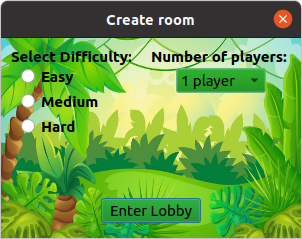 Create room
Select Difficulty:
Number of players:
Easy
1 player
Medium
Hard
Enter Lobby